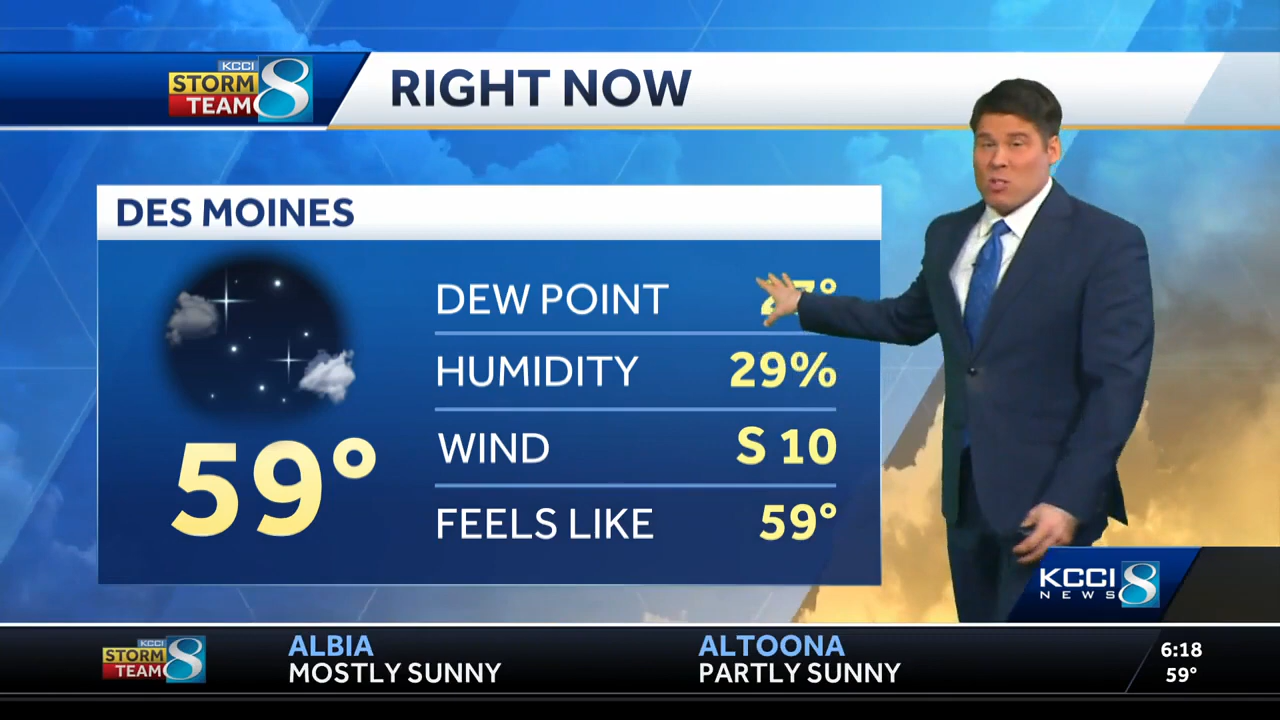 KCCI
STORM
TEAM 8
RIGHT NOW
DES MOINES
59°
DEW POINT
HUMIDITY 29%
WIND S 10
FEELS LIKE 59°
KCCI 8
NEWS
KCCI
STORM
TEAM 8
ALBIA
MOSTLY SUNNY
ALTOONA
PARTLY SUNNY
6:18
59°